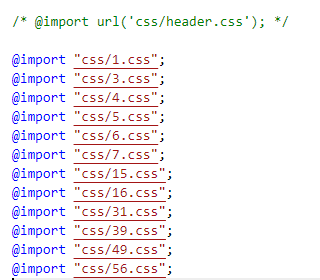 /* @import url('css/header.css'); */
@import "css/1.css";
@import "css/3.css";
@import "css/4.css";
@import "css/5.css";
@import "css/6.css";
@import "css/7.css";
@import "css/15.css";
@import "css/16.css";
@import "css/31.css";
@import "css/39.css";
@import "css/49.css";
@import "css/56.css";